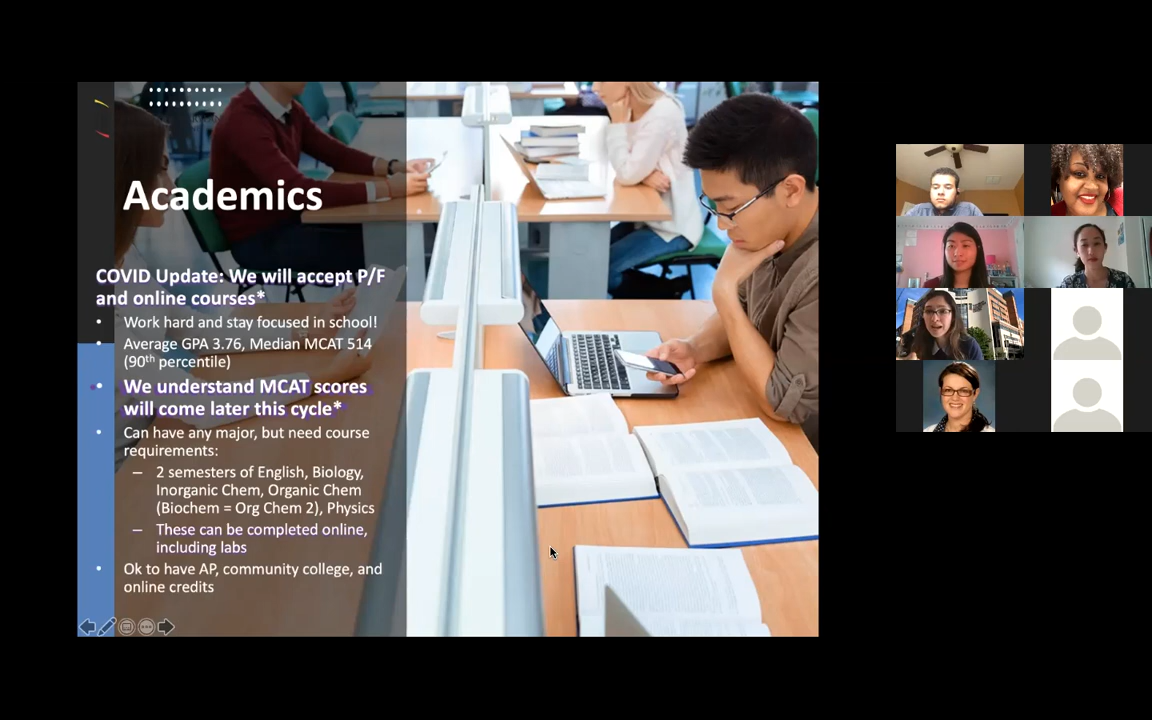 Academics
COVID Update: We will accept P/F
and online courses*
• Work hard and stay focused in school!
• Average GPA 3.76, Median MCAT 514
(90th percentile)
• We understand MCAT scores
will come later this cycle*
• Can have any major, but need course
requirements:
– 2 semesters of English, Biology,
Inorganic Chem, Organic Chem
(Biochem = Org Chem 2), Physics
– These can be completed online,
including labs
• Ok to have AP, community college, and
online credits